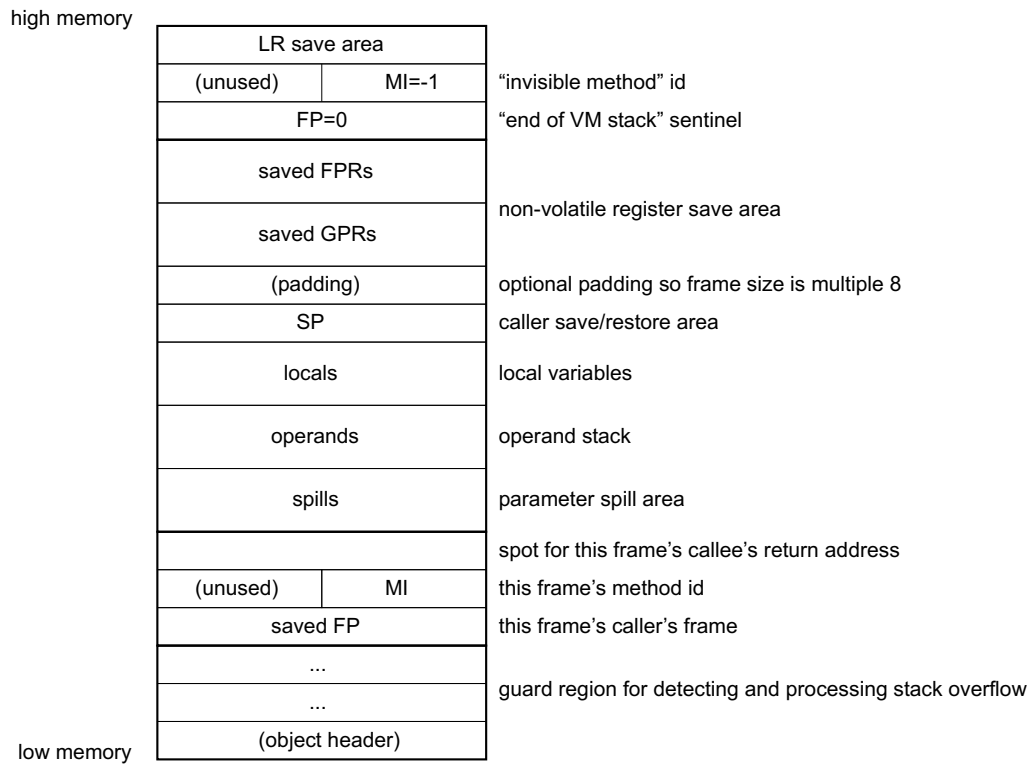 high memory
LR save area
(unused) MI=-1 “invisible method” id
FP=0 “end of VM stack” sentinel
saved FPRs
non-volatile register save area
saved GPRs
(padding) optional padding so frame size is multiple 8
SP caller save/restore area
locals local variables
operands operand stack
spills parameter spill area
spot for this frame’s callee’s return address
(unused) MI this frame’s method id
saved FP this frame’s caller’s frame
...
guard region for detecting and processing stack overflow
...
(object header)
low memory